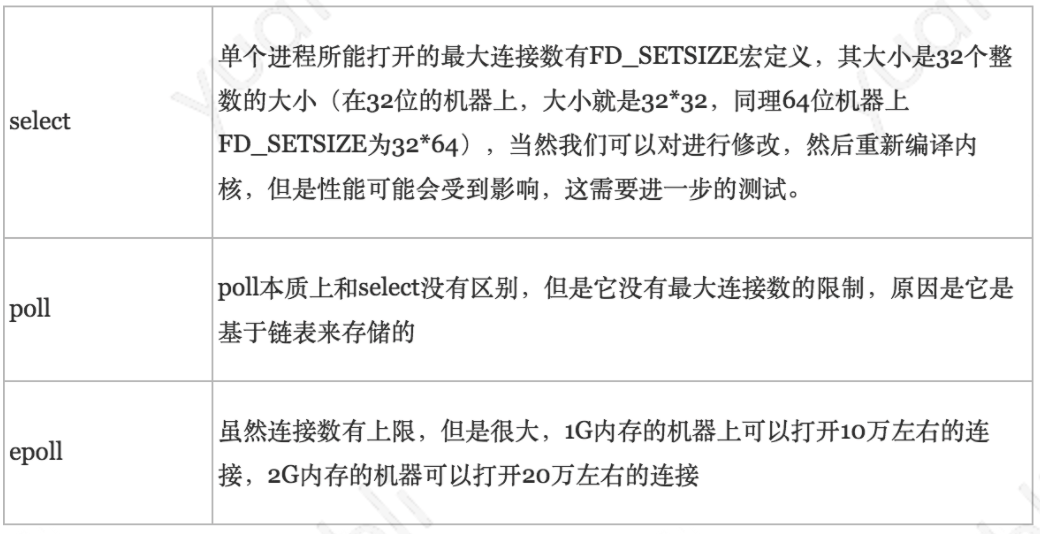 select
单个进程所能打开的最大连接数有FD_SETSIZE宏定义，其大小是32个整
数的大小（在32位的机器上，大小就是32*32，同理64位机器上
FD_SETSIZE为32*64），当然我们可以对进行修改，然后重新编译内
核，但是性能可能会受到影响，这需要进一步的测试。
poll
poll本质上和select没有区别，但是它没有最大连接数的限制，原因是它是
基于链表来存储的
epoll
虽然连接数有上限，但是很大，1G内存的机器上可以打开10万左右的连
接，2G内存的机器可以打开20万左右的连接